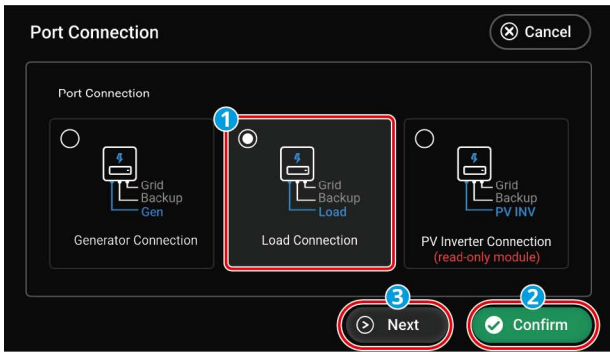 Port Connection
Cancel
Port Connection
1
Grid
Backup
Gen
Generator Connection
Grid
Backup
Load
Load Connection
Grid
Backup
PV INV
PV Inverter Connection
(read-only module)
3
Next
2
Confirm